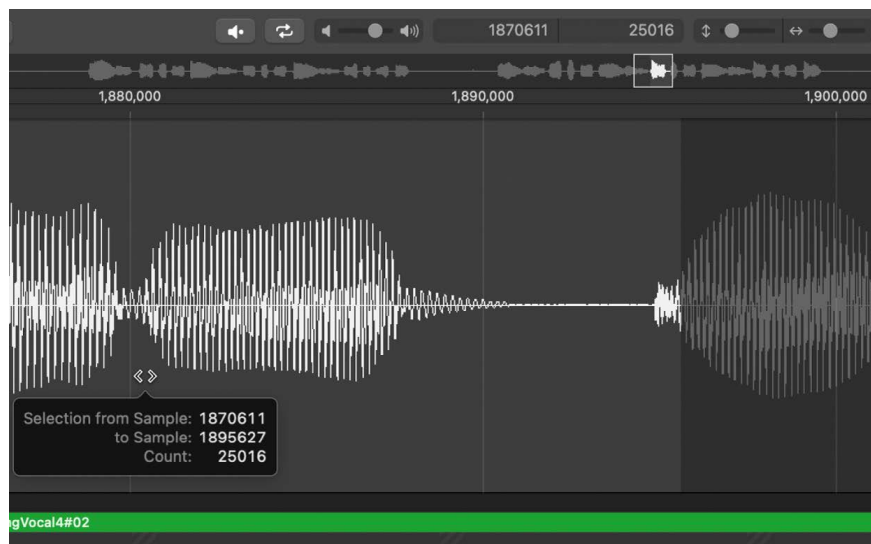 1870611 25016
1,880,000 1,890,000 1,900,000
Selection from Sample: 1870611
to Sample: 1895627
Count: 25016
ngVocal4#02